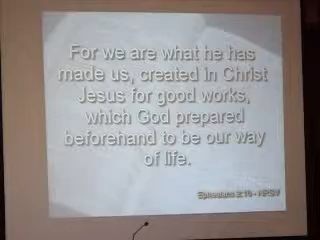 For we are what he has
made us, created in Christ
Jesus for good works,
which God prepared
beforehand to be our way
of life.
Ephesians 2:10 - NRSV